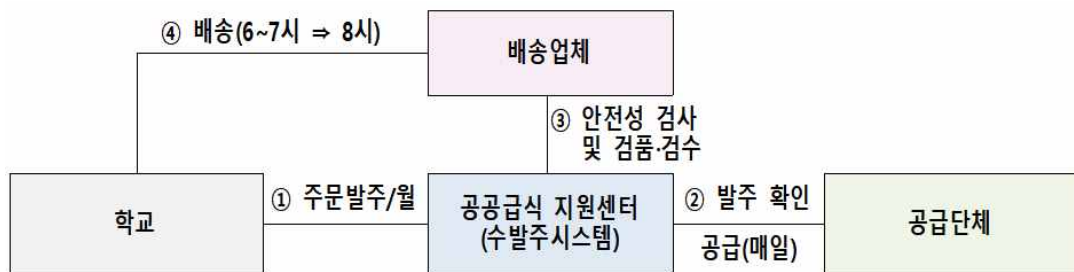 ④ 배송(6~7시 ⇒ 8시)
배송업체
③ 안전성 검사
및 검품·검수
학교
① 주문발주/월
공공급식 지원센터
(수발주시스템)
② 발주 확인
공급(매일)
공급단체